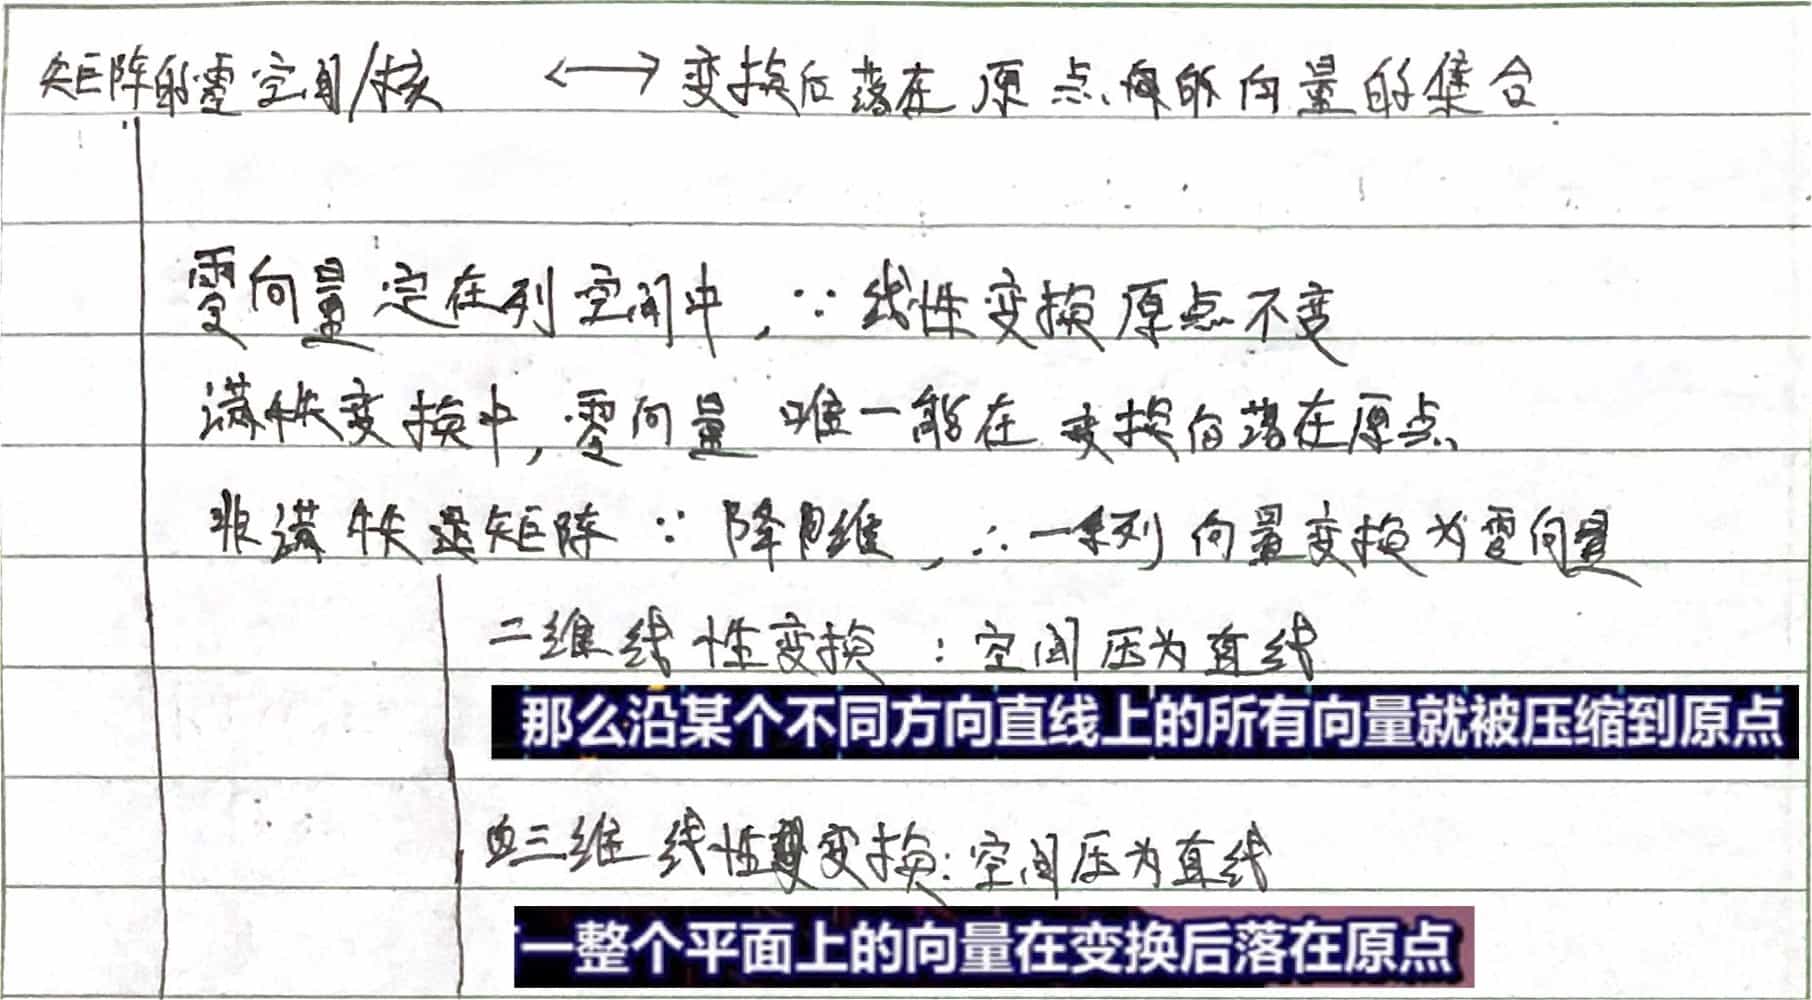 矩阵的零空间/核 ⟷ 变换后落在原点的向量的集合
零向量定在列空间中, ∵ 线性变换原点不变
满秩变换中, 零向量 唯一能在 变换后落在原点
非满秩矩阵 ∵ 降维, ∴ 一系列向量变换为零向量
二维线性变换 : 空间压为直线
那么沿某个不同方向直线上的所有向量就被压缩到原点
三维线性变换: 空间压为直线
一整个平面上的向量在变换后落在原点